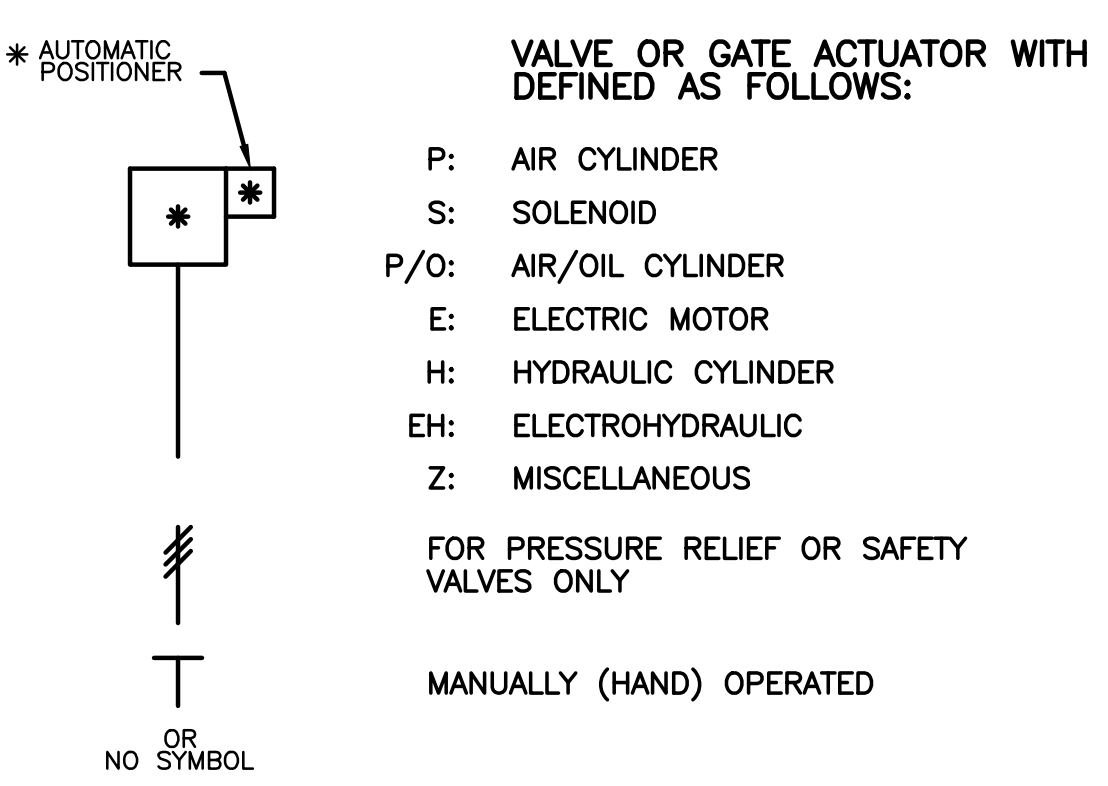 * AUTOMATIC
POSITIONER
*
*
VALVE OR GATE ACTUATOR WITH
DEFINED AS FOLLOWS:
P: AIR CYLINDER
S: SOLENOID
P/O: AIR/OIL CYLINDER
E: ELECTRIC MOTOR
H: HYDRAULIC CYLINDER
EH: ELECTROHYDRAULIC
Z: MISCELLANEOUS
FOR PRESSURE RELIEF OR SAFETY
VALVES ONLY
MANUALLY (HAND) OPERATED
OR
NO SYMBOL